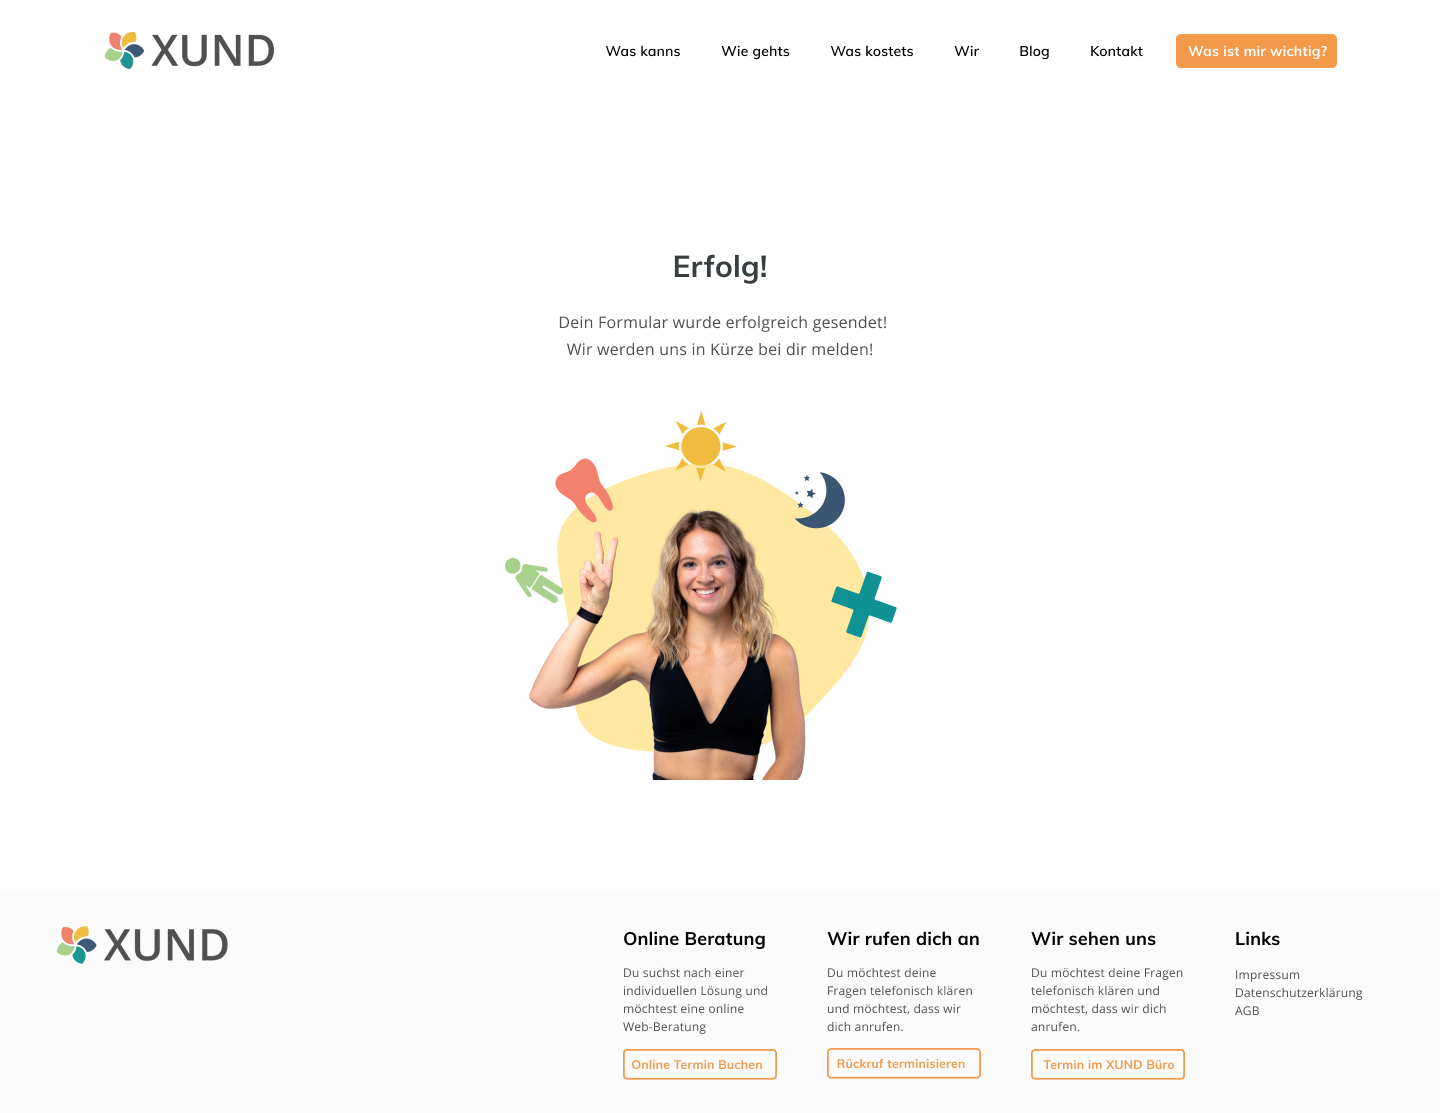 XUND
Was kanns
Wie gehts
Was kostets
Wir
Blog
Kontakt
Was ist mir wichtig?
Erfolg!
Dein Formular wurde erfolgreich gesendet!
Wir werden uns in Kürze bei dir melden!
XUND
Online Beratung
Du suchst nach einer
individuellen Lösung und
möchtest eine online
Web-Beratung
Online Termin Buchen
Wir rufen dich an
Du möchtest deine
Fragen telefonisch klären
und möchtest, dass wir
dich anrufen.
Rückruf terminisieren
Wir sehen uns
Du möchtest deine Fragen
telefonisch klären und
möchtest, dass wir dich
anrufen.
Termin im XUND Büro
Links
Impressum
Datenschutzerklärung
AGB